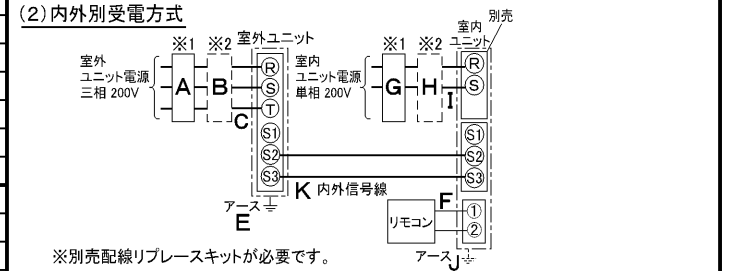 (2)内外別受電方式
※1 ※2 室外ユニット
室外
ユニット電源
三相 200V
A B
C
R
S
T
S1
S2
S3
アース
E
※1 ※2
室内
ユニット
別売
室内
ユニット電源
単相 200V
G H
I
R
S
S1
S2
S3
K 内外信号線
F
リモコン
①
②
アース
J
※別売配線リプレースキットが必要です。